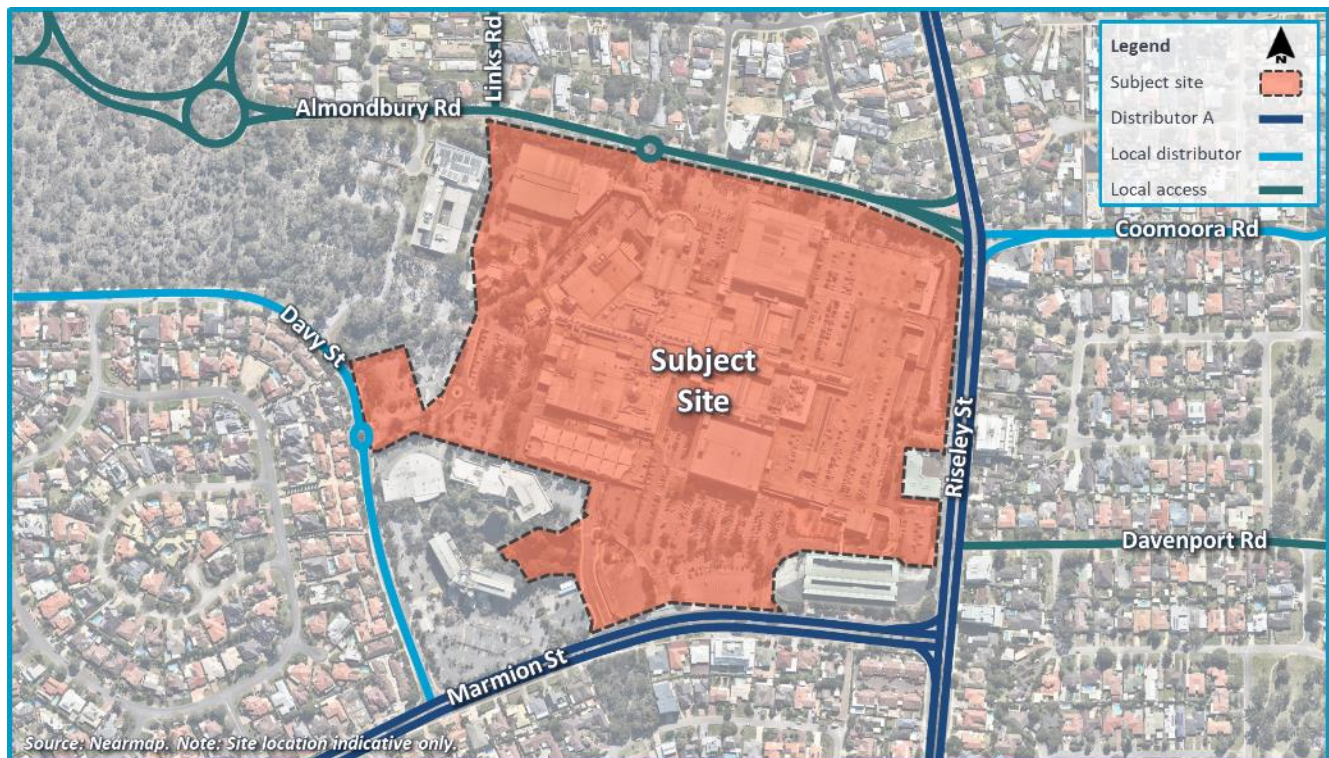 Links Rd
Almondbury Rd
Legend
N
Subject site
Distributor A
Local distributor
Local access
Coomoora Rd
Davy St
Subject
Site
Riseley St
Davenport Rd
Marmion St
Source: Nearmap. Note: Site location indicative only.